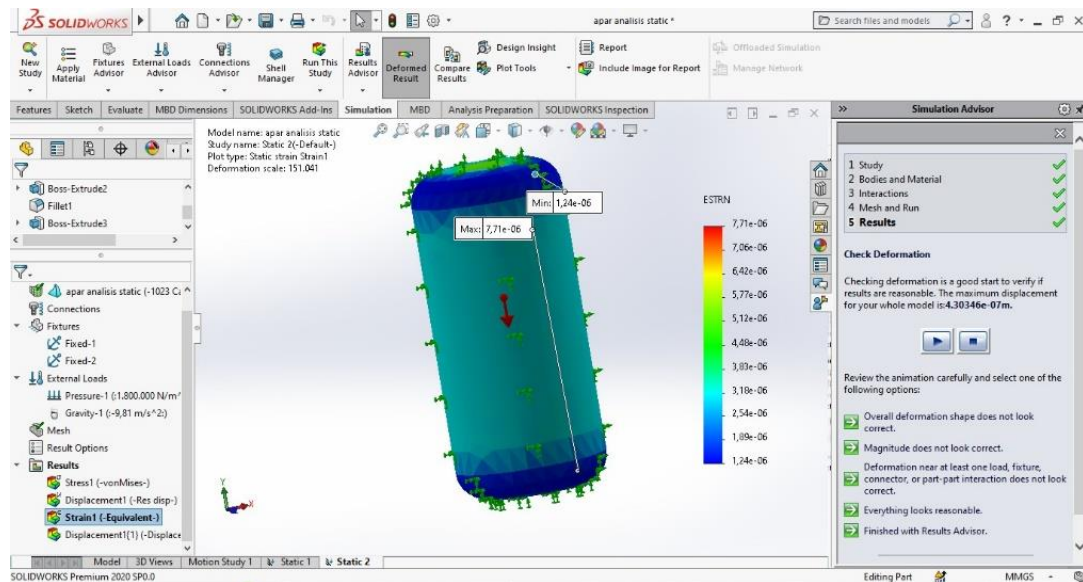 SOLIDWORKS
apar analisis static *
Search files and models
New Study
Apply Material
Fixtures Advisor
External Loads Advisor
Connections Advisor
Shell Manager
Run This Study
Results Advisor
Deformed Result
Compare Results
Design Insight
Plot Tools
Report
Include Image for Report
Offloaded Simulation
Manage Network
Features Sketch Evaluate MBD Dimensions SOLIDWORKS Add-Ins Simulation MBD Analysis Preparation SOLIDWORKS Inspection
Boss-Extrude2
Fillet1
Boss-Extrude3
apar analisis static (-1023 Ca
Connections
Fixtures
Fixed-1
Fixed-2
External Loads
Pressure-1 (:1.800.000 N/m^
Gravity-1 (:-9,81 m/s^2:)
Mesh
Result Options
Results
Stress1 (-vonMises-)
Displacement1 (-Res disp-)
Strain1 (-Equivalent-)
Displacement1(1) (-Displace
Model name: apar analisis static
Study name: Static 2(-Default-)
Plot type: Static strain Strain1
Deformation scale: 151.041
Min: 1,24e-06
Max: 7,71e-06
Y
X
Z
ESTRN
7,71e-06
7,06e-06
6,42e-06
5,77e-06
5,12e-06
4,48e-06
3,83e-06
3,18e-06
2,54e-06
1,89e-06
1,24e-06
Simulation Advisor
1 Study
2 Bodies and Material
3 Interactions
4 Mesh and Run
5 Results
Check Deformation
Checking deformation is a good start to verify if
results are reasonable. The maximum displacement
for your whole model is:4.30346e-07m.
Review the animation carefully and select one of the
following options:
Overall deformation shape does not look
correct.
Magnitude does not look correct.
Deformation near at least one load, fixture,
connector, or part-part interaction does not look
correct.
Everything looks reasonable.
Finished with Results Advisor.
Model 3D Views Motion Study 1 Static 1 Static 2
SOLIDWORKS Premium 2020 SP0.0
Editing Part
MMGS